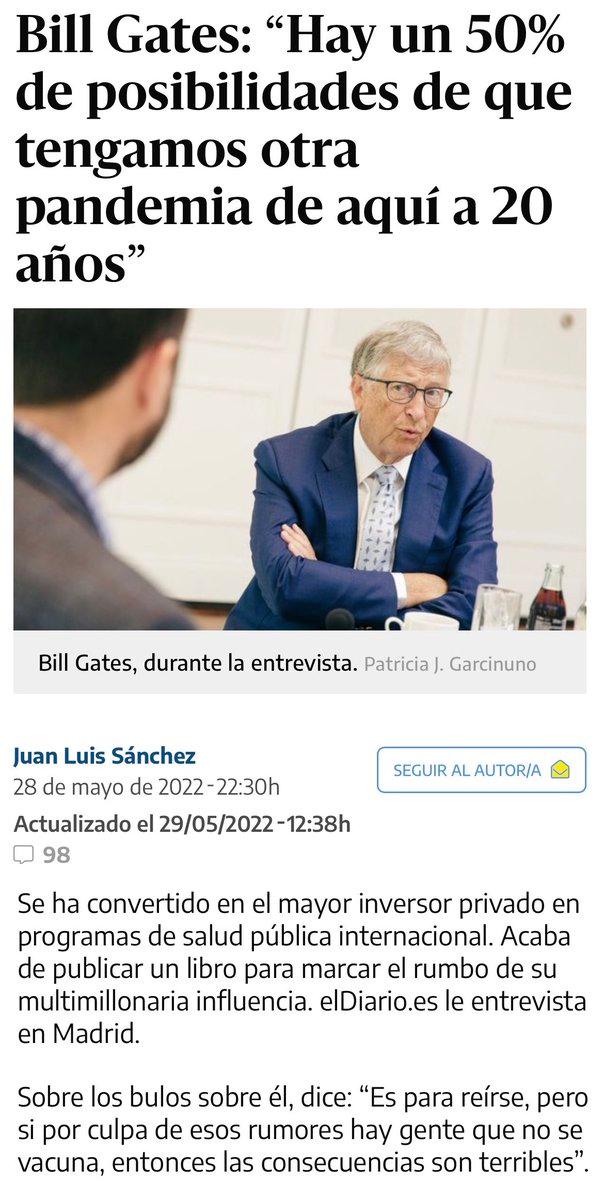 Bill Gates: “Hay un 50%
de posibilidades de que
tengamos otra
pandemia de aquí a 20
años”
Bill Gates, durante la entrevista. Patricia J. Garcinuno
Juan Luis Sánchez
28 de mayo de 2022 - 22:30h
SEGUIR AL AUTOR/A
Actualizado el 29/05/2022 - 12:38h
98
Se ha convertido en el mayor inversor privado en
programas de salud pública internacional. Acaba
de publicar un libro para marcar el rumbo de su
multimillonaria influencia. elDiario.es le entrevista
en Madrid.
Sobre los bulos sobre él, dice: “Es para reírse, pero
si por culpa de esos rumores hay gente que no se
vacuna, entonces las consecuencias son terribles”.